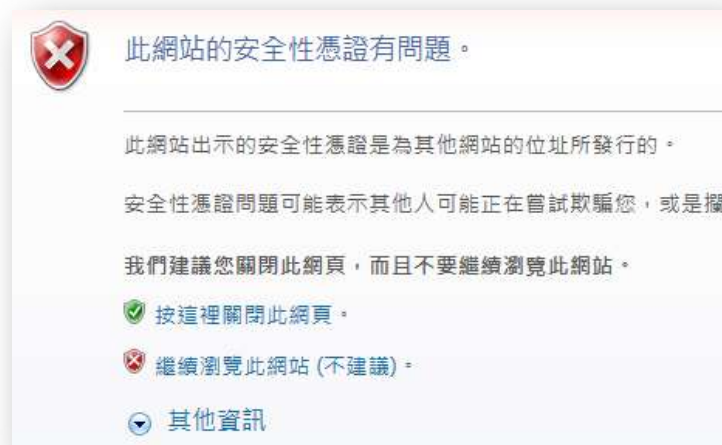 此網站的安全性憑證有問題。
此網站出示的安全性憑證是為其他網站的位址所發行的。
安全性憑證問題可能表示其他人可能正在嘗試欺騙您，或是攔
我們建議您關閉此網頁，而且不要繼續瀏覽此網站。
按這裡關閉此網頁。
繼續瀏覽此網站 (不建議)。
其他資訊